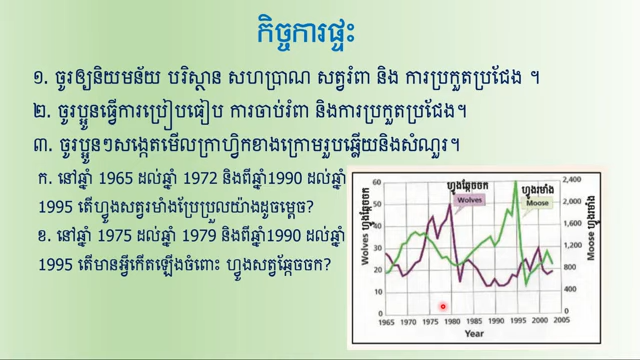 កិច្ចការផ្ទះ
១. ចូរឲ្យនិយមន័យ បរិស្ថាន សហប្រាណ សត្វរំពា និង ការប្រកួតប្រជែង ។
២. ចូរប្អូនធ្វើការប្រៀបធៀប ការចាប់រំពា និងការប្រកួតប្រជែង។
៣. ចូរប្អូនៗសង្កេតមើលក្រាហ្វិកខាងក្រោមរួបឆ្លើយនិងសំណួរ។
ក. នៅឆ្នាំ 1965 ដល់ឆ្នាំ 1972 និងពីឆ្នាំ1990 ដល់ឆ្នាំ
1995 តើហ្វូងសត្វរមាំងប្រែប្រួលយ៉ាងដូចម្ដេច?
ខ. នៅឆ្នាំ 1975 ដល់ឆ្នាំ 1979 និងពីឆ្នាំ1990 ដល់ឆ្នាំ
1995 តើមានអ្វីកើតឡើងចំពោះ ហ្វូងសត្វឆ្កែចចក?
ហ្វូងឆ្កែចចក
Wolves
ហ្វូងរមាំង
Moose
Wolves ហ្វូងឆ្កែចចក
60
50
40
30
20
10
0
2,400
2,000
1,600
1,200
800
400
0
Moose ហ្វូងរមាំង
1965 1970 1975 1980 1985 1990 1995 2000 2005
Year